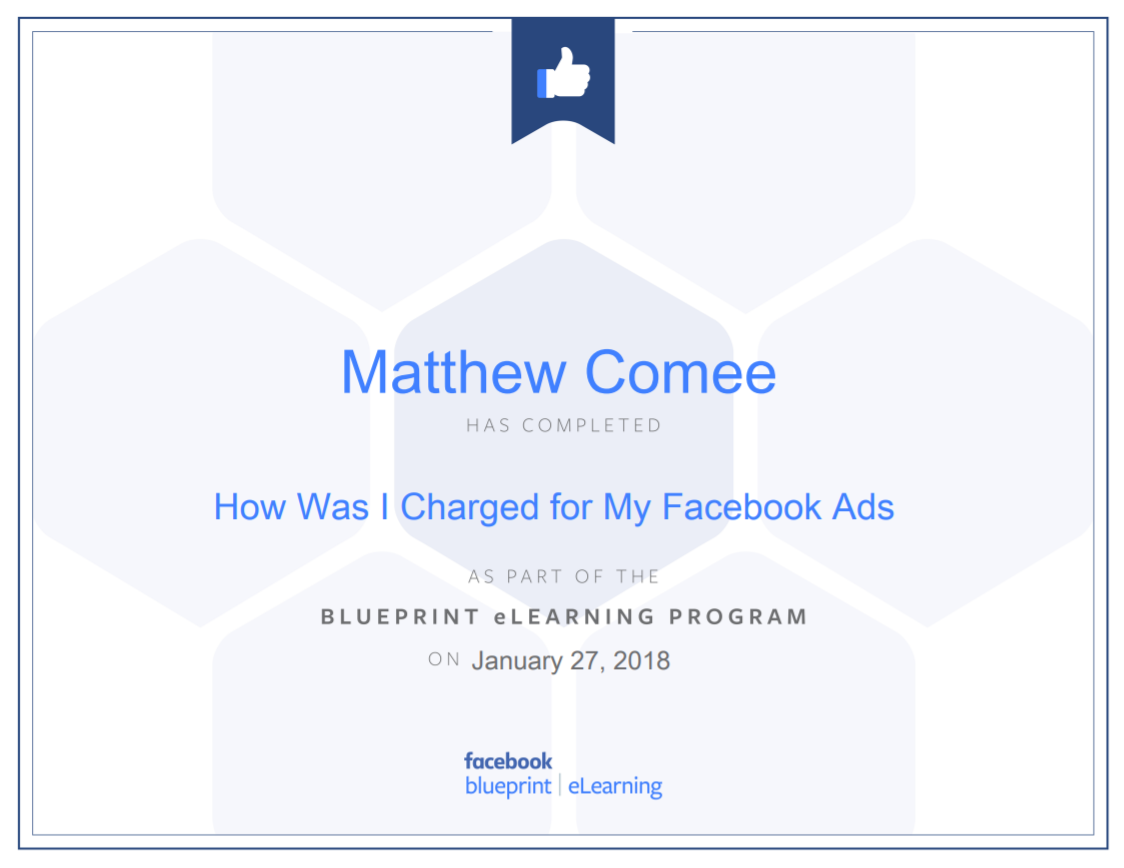 Matthew Comee
HAS COMPLETED
How Was I Charged for My Facebook Ads
AS PART OF THE
BLUEPRINT eLEARNING PROGRAM
ON January 27, 2018
facebook
blueprint | eLearning